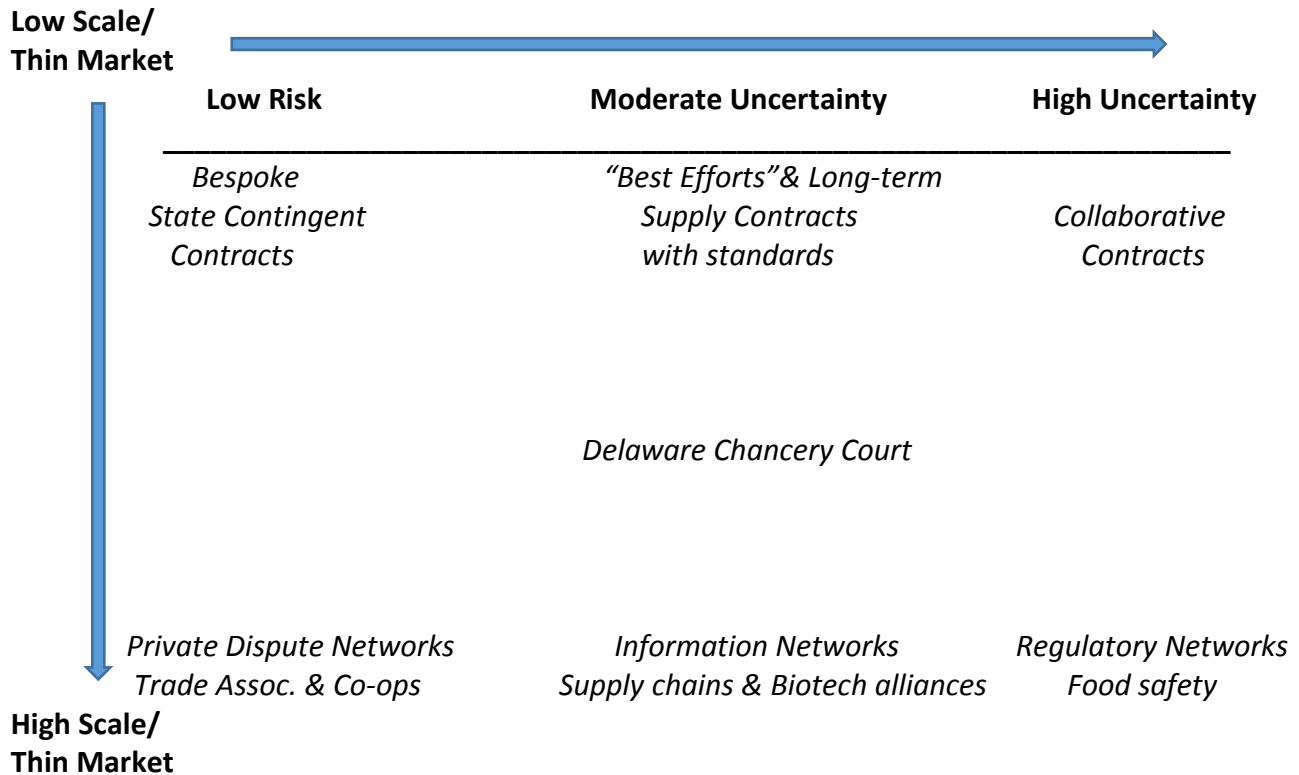 Low Scale/
Thin Market
Low Risk Moderate Uncertainty High Uncertainty
Bespoke “Best Efforts”& Long-term
State Contingent Supply Contracts Collaborative
Contracts with standards Contracts
Delaware Chancery Court
Private Dispute Networks Information Networks Regulatory Networks
Trade Assoc. & Co-ops Supply chains & Biotech alliances Food safety
High Scale/
Thin Market